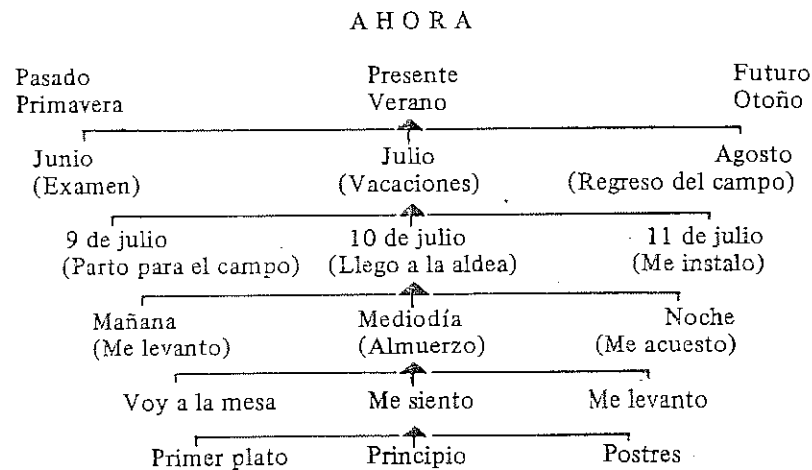 A H O R A
Pasado Presente Futuro
Primavera Verano Otoño
Junio Julio Agosto
(Examen) (Vacaciones) (Regreso del campo)
9 de julio 10 de julio 11 de julio
(Parto para el campo) (Llego a la aldea) (Me instalo)
Mañana Mediodía Noche
(Me levanto) (Almuerzo) (Me acuesto)
Voy a la mesa Me siento Me levanto
Primer plato Principio Postres